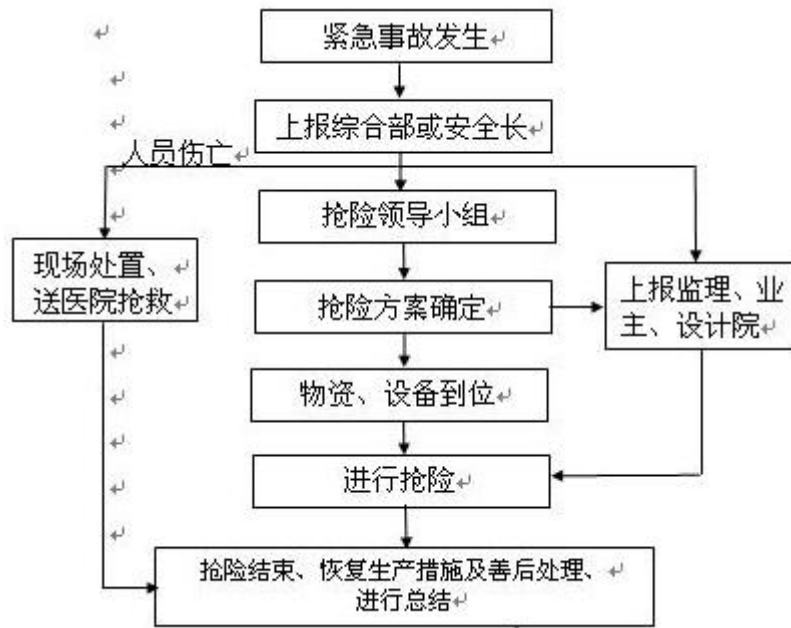 紧急事故发生
上报综合部或安全长
人员伤亡
抢险领导小组
现场处置、
送医院抢救
抢险方案确定
上报监理、业
主、设计院
物资、设备到位
进行抢险
抢险结束、恢复生产措施及善后处理、
进行总结